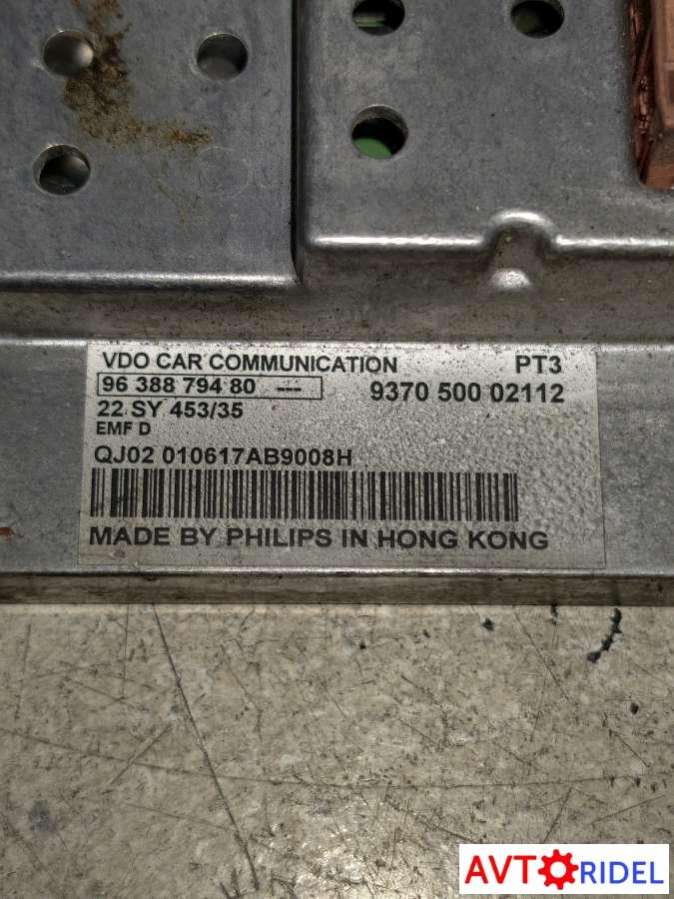 VDO CAR COMMUNICATION PT3
96 388 794 80 --- 9370 500 02112
22 SY 453/35
EMF D
QJ02 010617AB9008H
MADE BY PHILIPS IN HONG KONG
AVTORIDEL